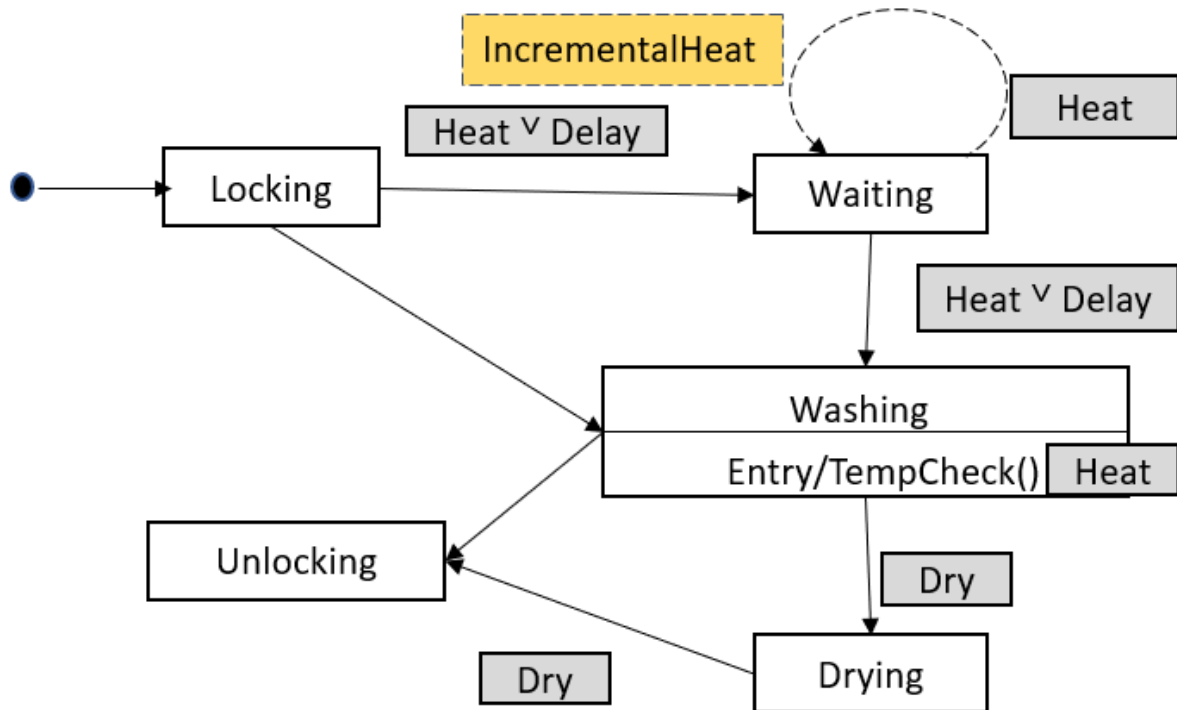 IncrementalHeat
Heat
Heat ˅ Delay
Locking
Waiting
Heat ˅ Delay
Washing
Entry/TempCheck()
Heat
Unlocking
Dry
Dry
Drying